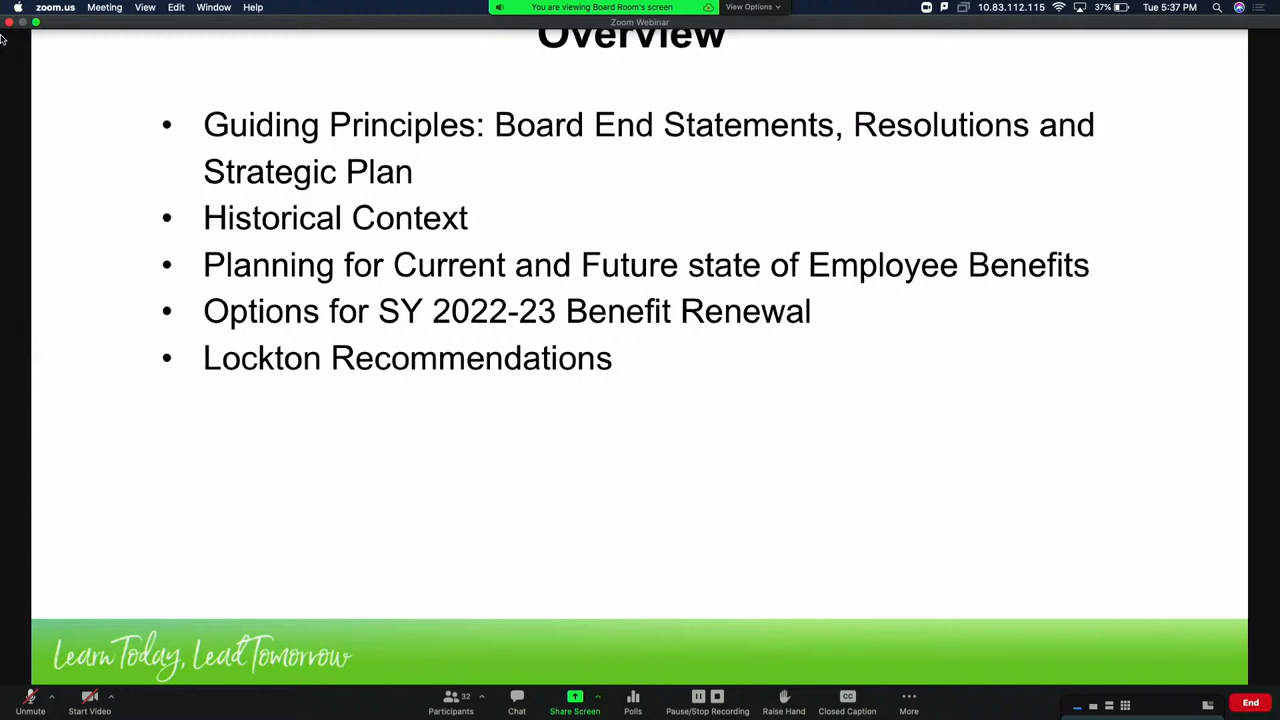 zoom.us Meeting View Edit Window Help
You are viewing Board Room's screen View Options
10.83.112.115 37% Tue 5:37 PM
Zoom Webinar
Overview
• Guiding Principles: Board End Statements, Resolutions and
Strategic Plan
• Historical Context
• Planning for Current and Future state of Employee Benefits
• Options for SY 2022-23 Benefit Renewal
• Lockton Recommendations
Learn Today, Lead Tomorrow
32
CC
Unmute Start Video Participants Chat Share Screen Polls Pause/Stop Recording Raise Hand Closed Caption More End